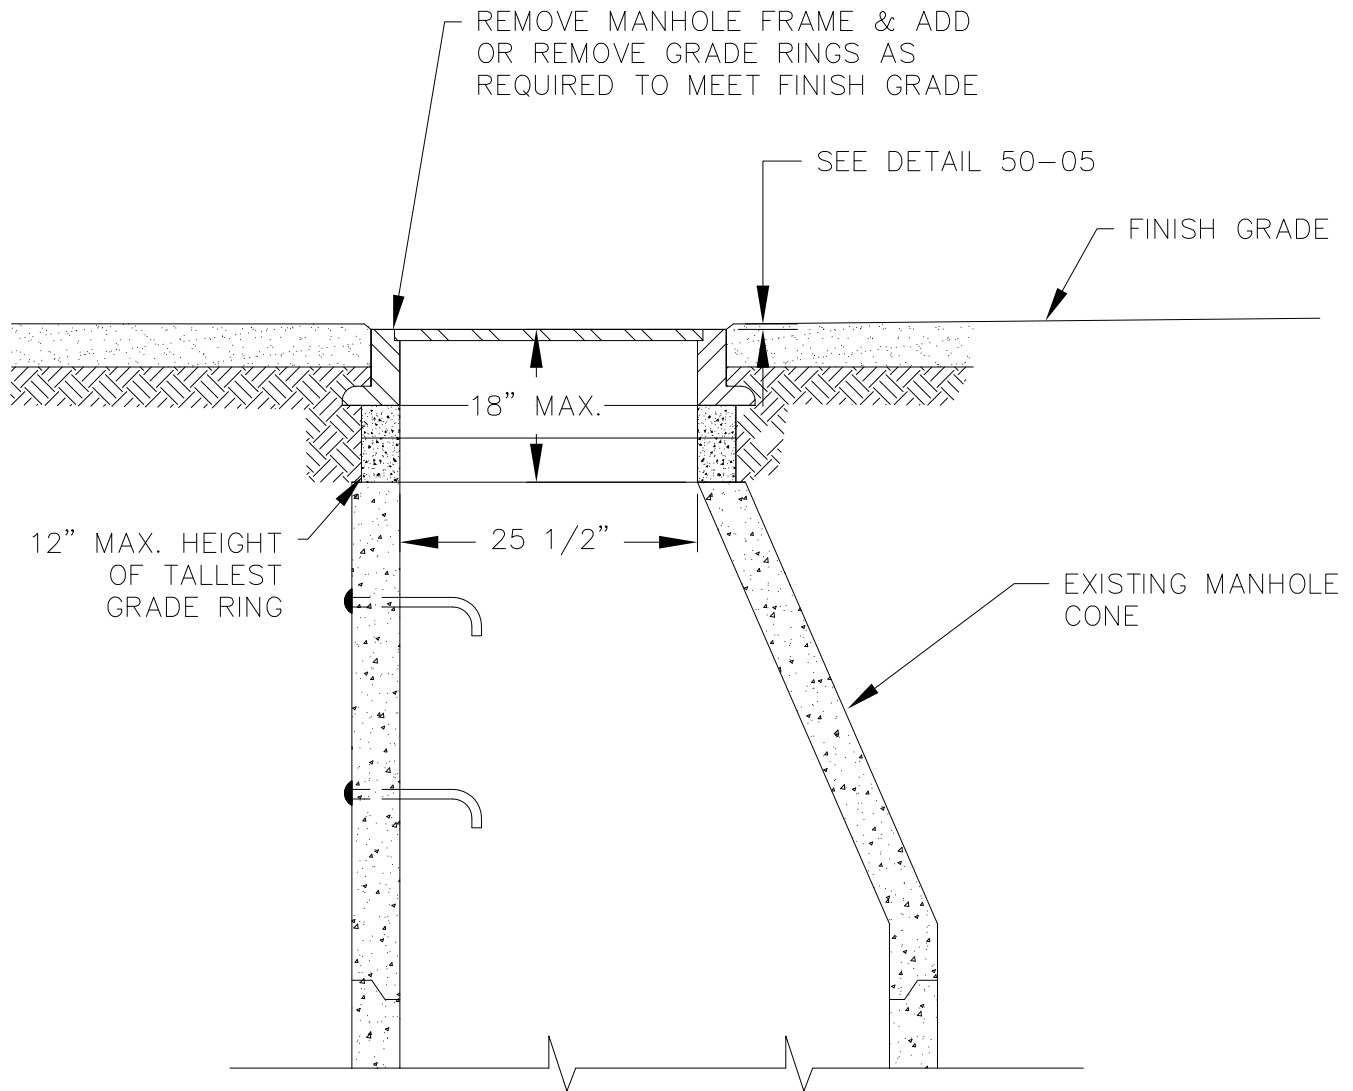 REMOVE MANHOLE FRAME & ADD
OR REMOVE GRADE RINGS AS
REQUIRED TO MEET FINISH GRADE
SEE DETAIL 50-05
FINISH GRADE
18” MAX.
12” MAX. HEIGHT
OF TALLEST
GRADE RING
25 1/2”
EXISTING MANHOLE
CONE